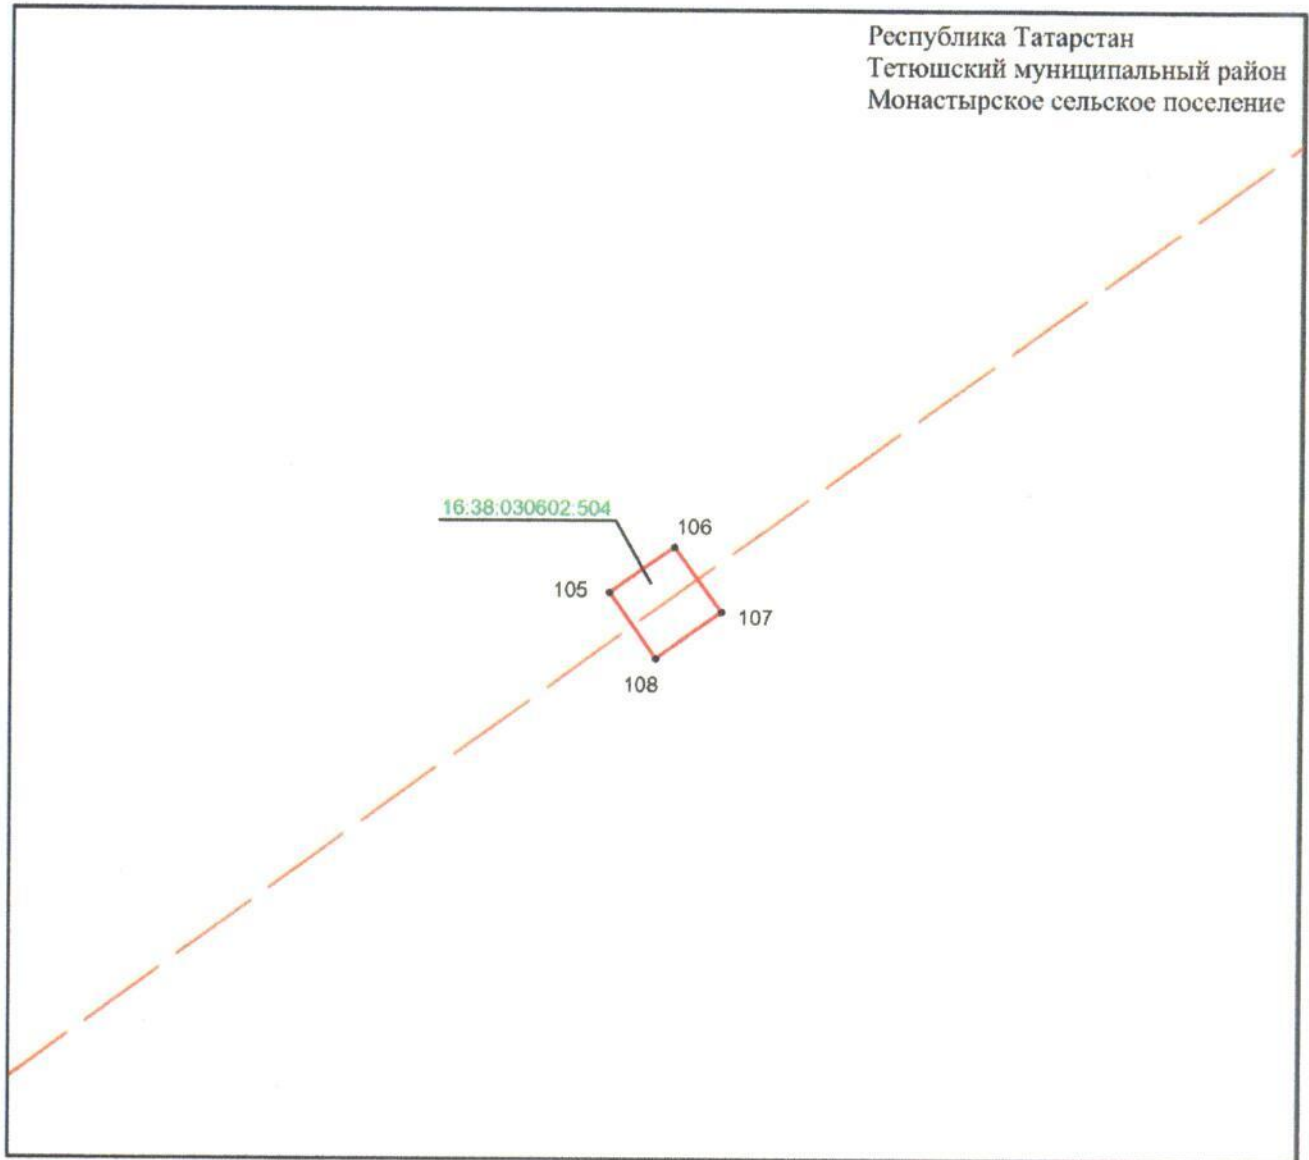 Республика Татарстан
Тетюшский муниципальный район
Монастырское сельское поселение
16:38:030602:504
106
105
107
108